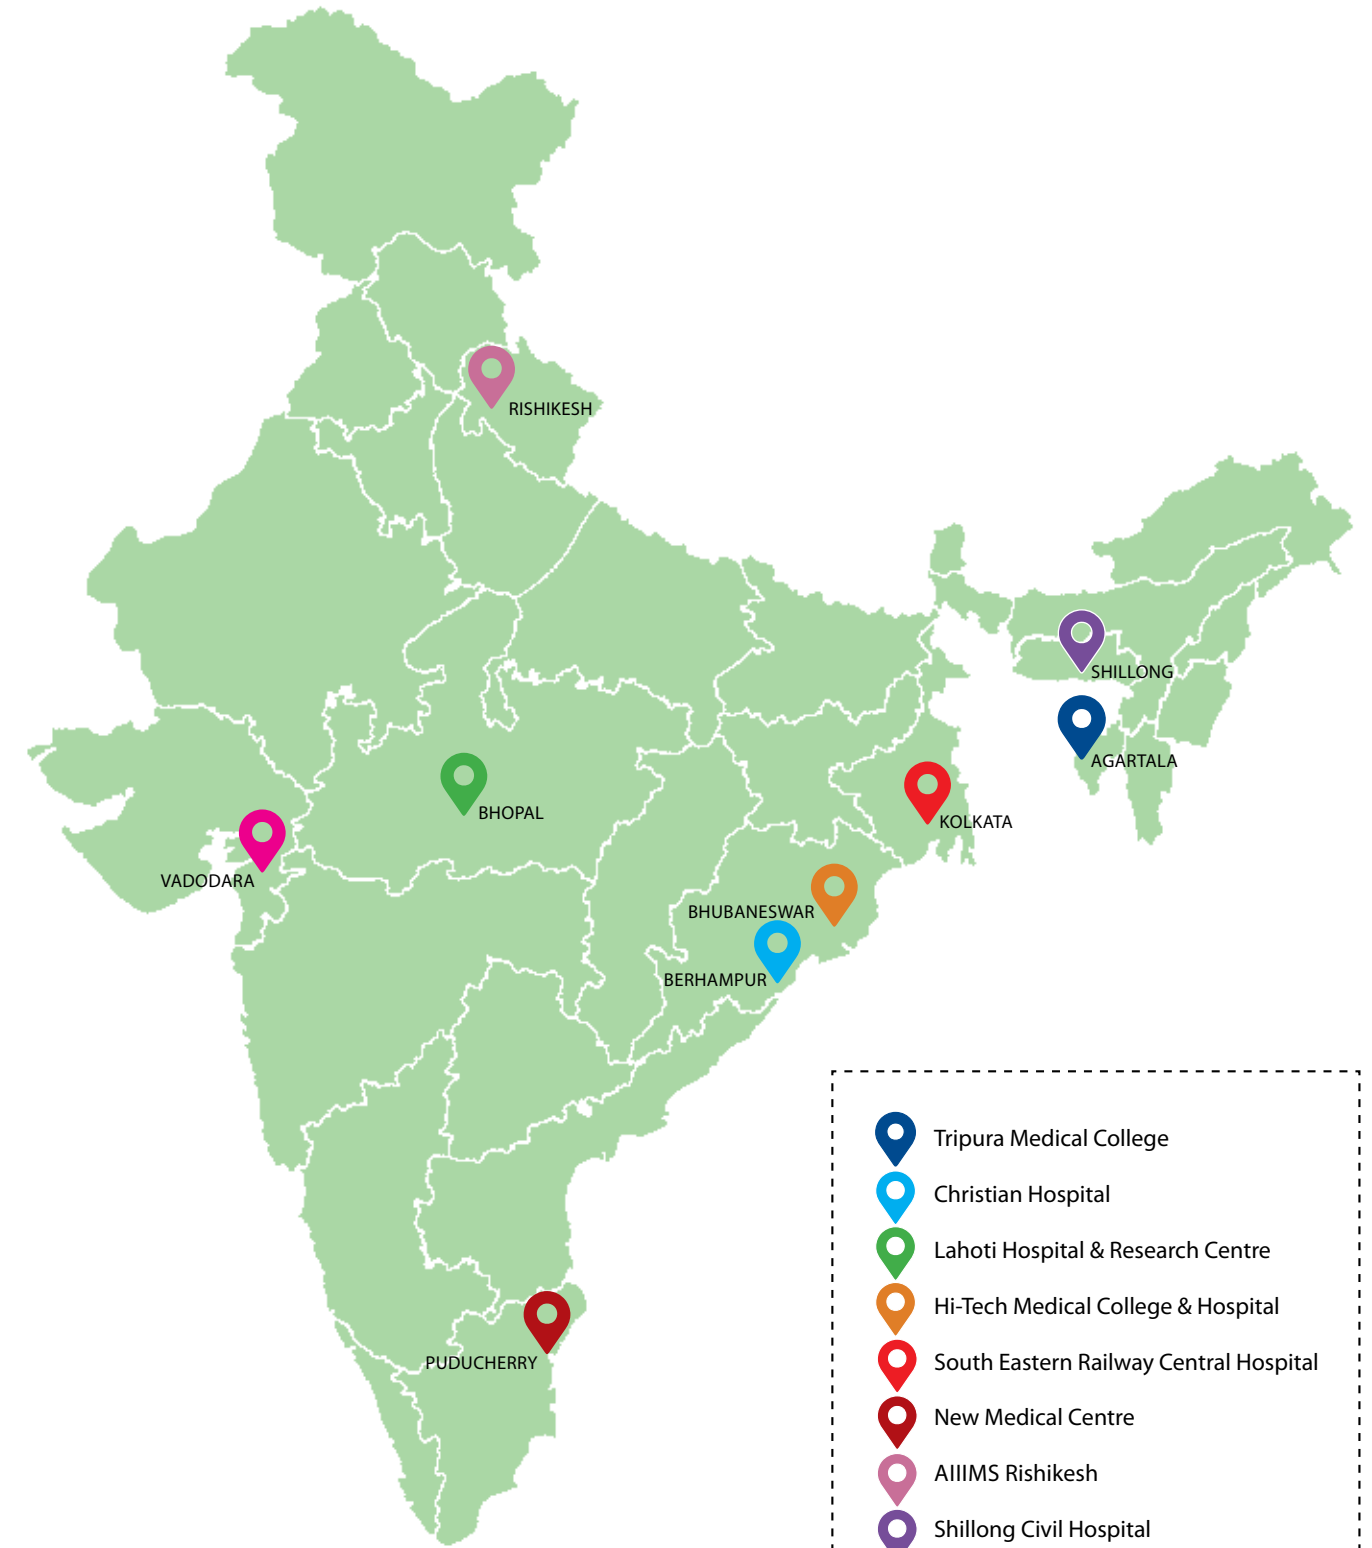 RISHIKESH
SHILLONG
AGARTALA
BHOPAL
KOLKATA
VADODARA
BHUBANESWAR
BERHAMPUR
PUDUCHERRY
Tripura Medical College
Christian Hospital
Lahoti Hospital & Research Centre
Hi-Tech Medical College & Hospital
South Eastern Railway Central Hospital
New Medical Centre
AIIIMS Rishikesh
Shillong Civil Hospital